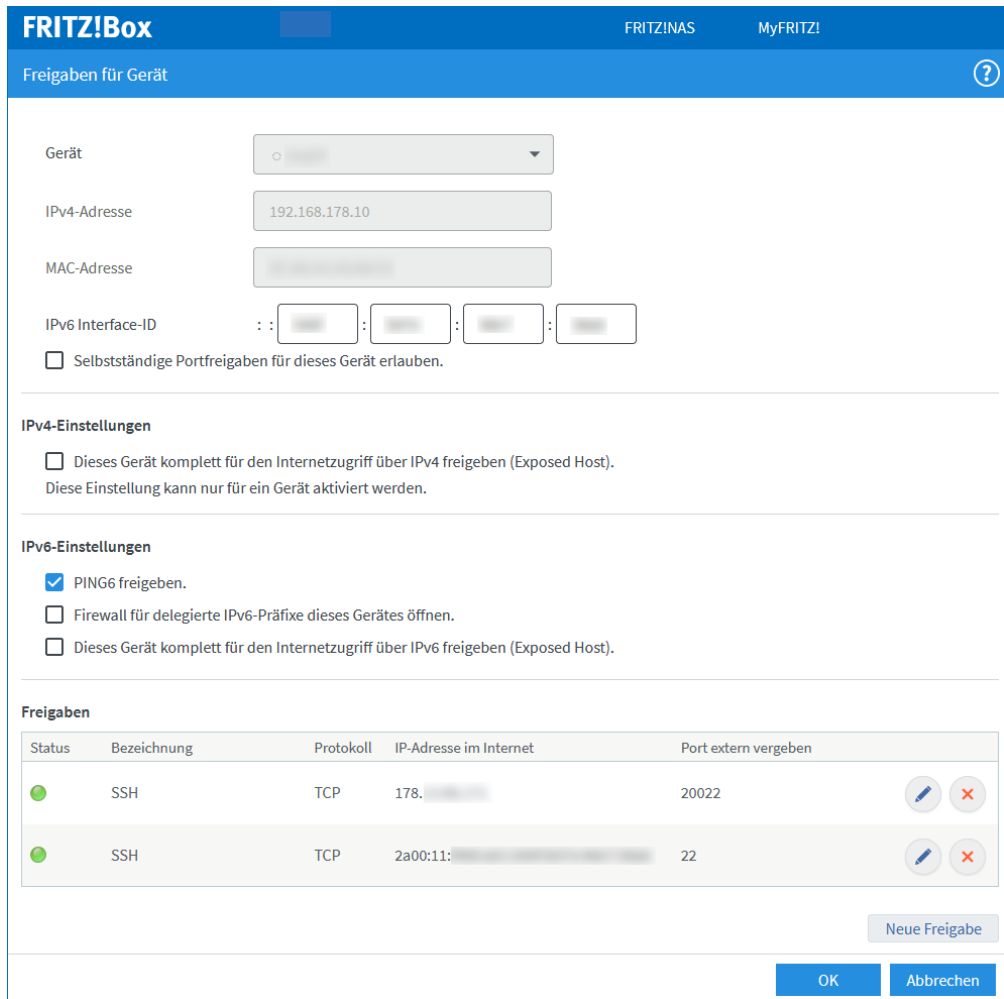 FRITZ!Box FRITZ!NAS MyFRITZ!
Freigaben für Gerät ?
Gerät
IPv4-Adresse 192.168.178.10
MAC-Adresse
IPv6 Interface-ID : : : : :
Selbstständige Portfreigaben für dieses Gerät erlauben.
IPv4-Einstellungen
Dieses Gerät komplett für den Internetzugriff über IPv4 freigeben (Exposed Host).
Diese Einstellung kann nur für ein Gerät aktiviert werden.
IPv6-Einstellungen
PING6 freigeben.
Firewall für delegierte IPv6-Präfixe dieses Gerätes öffnen.
Dieses Gerät komplett für den Internetzugriff über IPv6 freigeben (Exposed Host).
Freigaben
Status Bezeichnung Protokoll IP-Adresse im Internet Port extern vergeben
SSH TCP 178. 20022
SSH TCP 2a00:11: 22
Neue Freigabe
OK Abbrechen